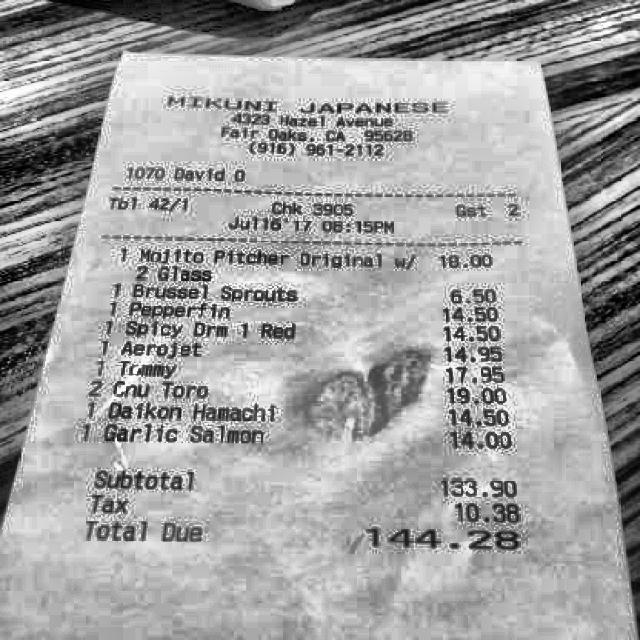 MIKUNI JAPANESE
4323 Hazel Avenue
Fair Oaks, CA 95628
(916) 961-2112
1070 David O
Tbl 42/1 Chk 3905 Gst 2
Jul18'17 08:15PM
1 Mojito Pitcher Original w/ 18.00
2 Glass
1 Brussel Sprouts 6.50
1 Pepperfin 14.50
1 Spicy Drm 1 Red 14.50
1 Aerojet 14.95
1 Tommy 17.95
2 Cnu Toro 19.00
1 Daikon Hamachi 14.50
1 Garlic Salmon 14.00
Subtotal 133.90
Tax 10.38
Total Due 144.28